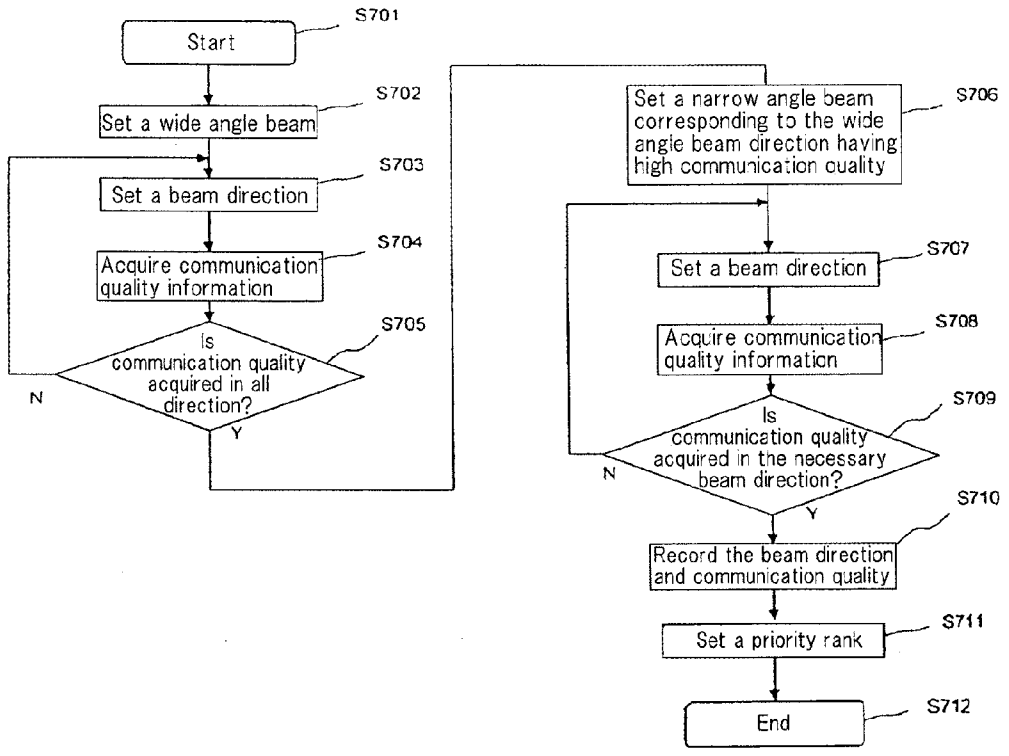 S701
Start
S702
Set a wide angle beam
S703
Set a beam direction
S704
Acquire communication
quality information
S705
Is
communication quality
acquired in all
direction?
N
Y
S706
Set a narrow angle beam
corresponding to the wide
angle beam direction having
high communication quality
S707
Set a beam direction
S708
Acquire communication
quality information
S709
Is
communication quality
acquired in the necessary
beam direction?
N
Y
S710
Record the beam direction
and communication quality
S711
Set a priority rank
S712
End